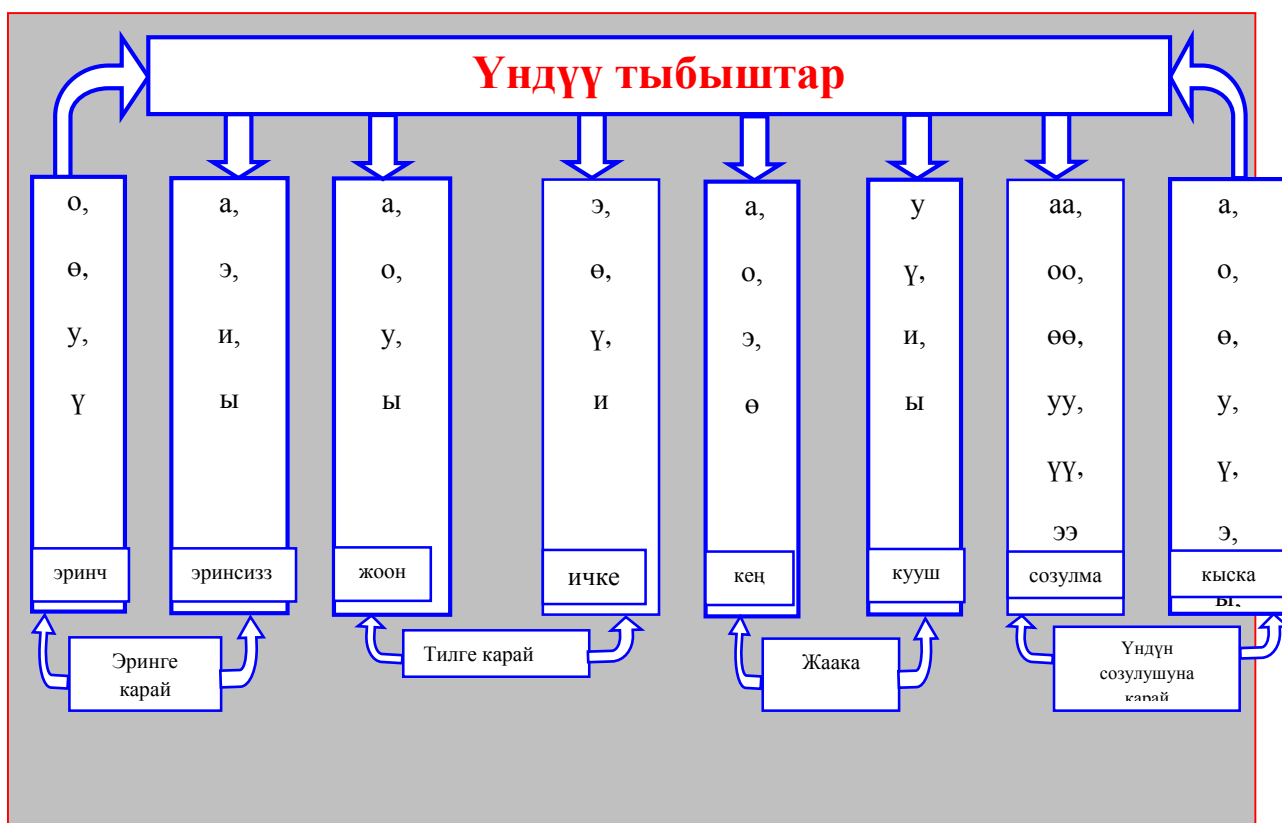 Үндүү тыбыштар
о,
ө,
у,
ү
эринч
а,
э,
и,
ы
эринсизз
а,
о,
у,
ы
жоон
э,
ө,
ү,
и
ичке
а,
о,
э,
ө
кең
у
ү,
и,
ы
кууш
аа,
оо,
өө,
уу,
үү,
ээ
созулма
а,
о,
ө,
у,
ү,
э,
кыска
ы,
Эринге
карай
Тилге карай
Жаака
Үндүн
созулушуна
карай